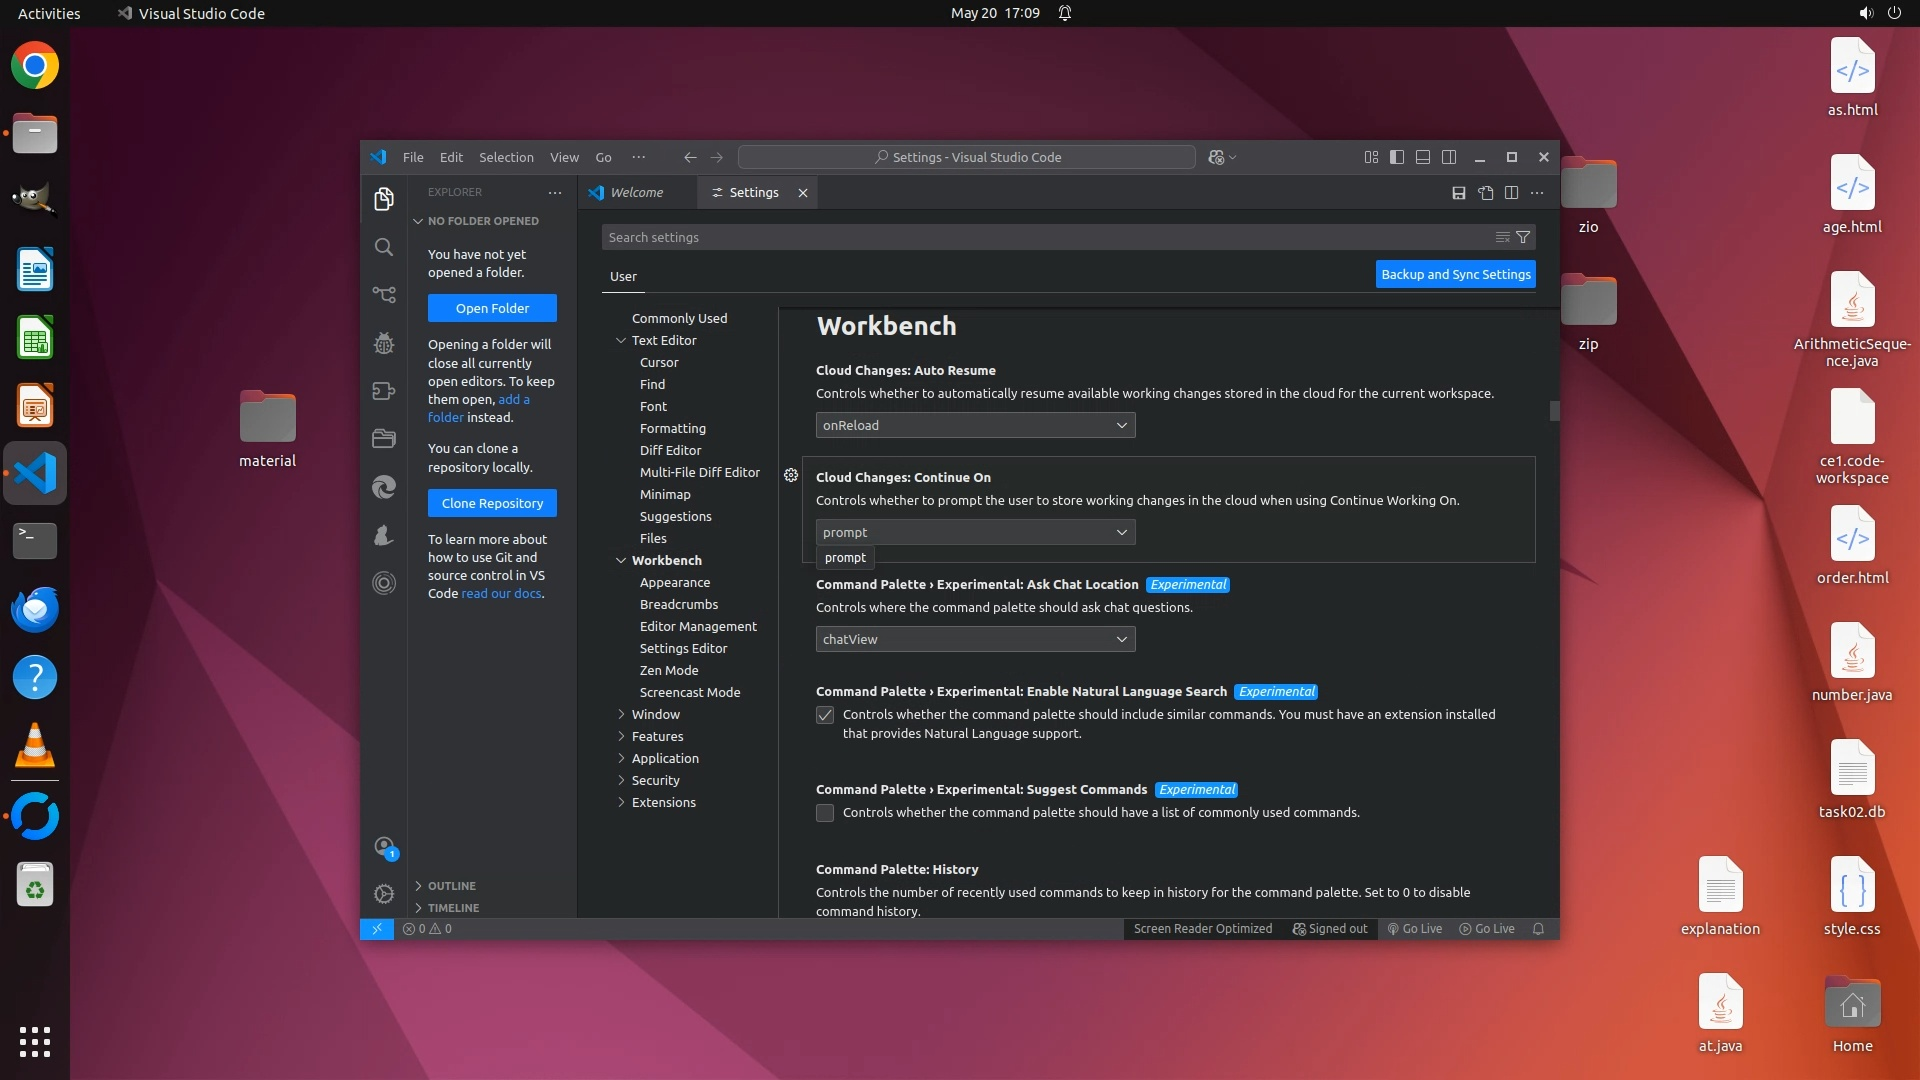 Activities
Visual Studio Code
May 20 17:09
File
Edit
Selection
View
Go
Settings - Visual Studio Code
EXPLORER
Welcome
Settings
NO FOLDER OPENED
You have not yet
opened a folder.
Open Folder
Opening a folder will
close all currently
open editors. To keep
them open, add a
folder instead.
You can clone a
repository locally.
Clone Repository
To learn more about
how to use Git and
source control in VS
Code read our docs.
OUTLINE
TIMELINE
1
Search settings
User
Backup and Sync Settings
Commonly Used
Text Editor
Cursor
Find
Font
Formatting
Diff Editor
Multi-File Diff Editor
Minimap
Suggestions
Files
Workbench
Appearance
Breadcrumbs
Editor Management
Settings Editor
Zen Mode
Screencast Mode
Window
Features
Application
Security
Extensions
Workbench
Cloud Changes: Auto Resume
Controls whether to automatically resume available working changes stored in the cloud for the current workspace.
onReload
Cloud Changes: Continue On
Controls whether to prompt the user to store working changes in the cloud when using Continue Working On.
prompt
prompt
Command Palette › Experimental: Ask Chat Location Experimental
Controls where the command palette should ask chat questions.
chatView
Command Palette › Experimental: Enable Natural Language Search Experimental
Controls whether the command palette should include similar commands. You must have an extension installed
that provides Natural Language support.
Command Palette › Experimental: Suggest Commands Experimental
Controls whether the command palette should have a list of commonly used commands.
Command Palette: History
Controls the number of recently used commands to keep in history for the command palette. Set to 0 to disable
command history.
0 0
Screen Reader Optimized
Signed out
Go Live
Go Live
material
zio
zip
as.html
age.html
ArithmeticSeque-
nce.java
ce1.code-
workspace
order.html
number.java
task02.db
explanation
style.css
at.java
Home